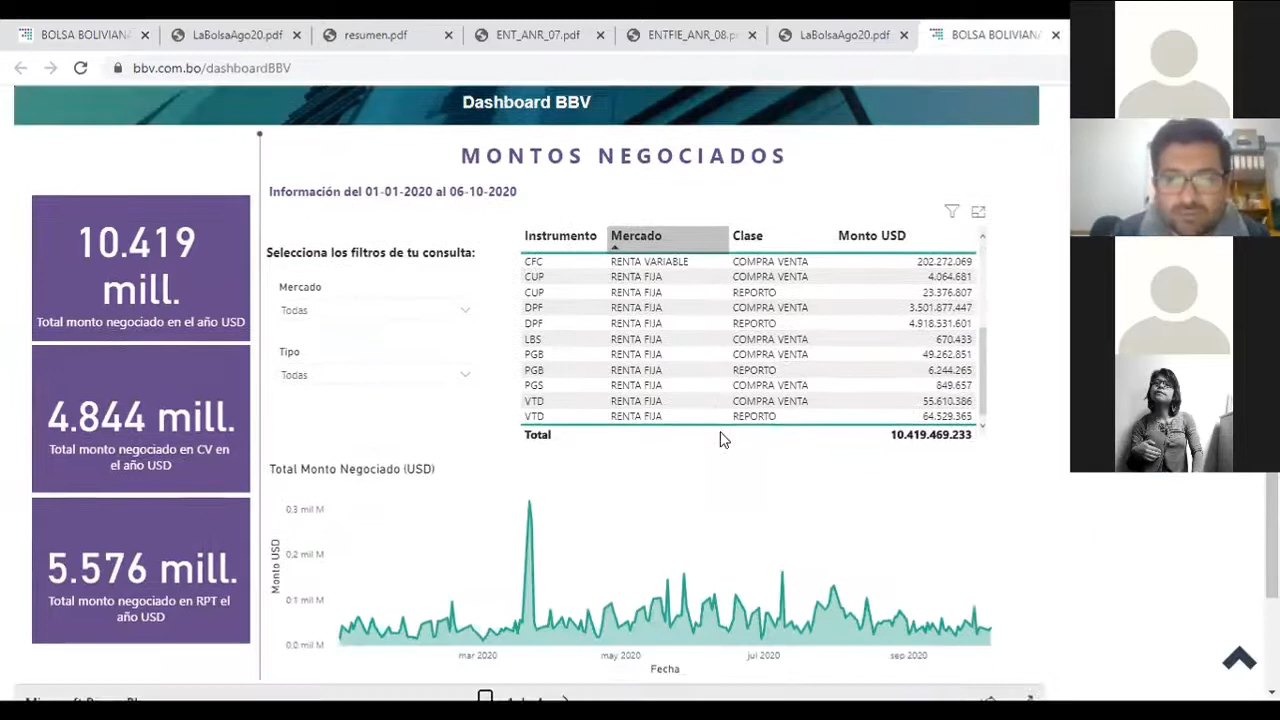 BOLSA BOLIVIANA
LaBolsaAgo20.pdf
resumen.pdf
ENT_ANR_07.pdf
ENTFIE_ANR_08.pdf
LaBolsaAgo20.pdf
BOLSA BOLIVIANA
bbv.com.bo/dashboardBBV
Dashboard BBV
MONTOS NEGOCIADOS
Información del 01-01-2020 al 06-10-2020
Selecciona los filtros de tu consulta:
Mercado
Todas
Tipo
Todas
10.419
mill.
Total monto negociado en el año USD
4.844 mill.
Total monto negociado en CV en
el año USD
5.576 mill.
Total monto negociado en RPT el
año USD
Instrumento Mercado Clase Monto USD
CFC RENTA VARIABLE COMPRA VENTA 202.272.069
CUP RENTA FIJA COMPRA VENTA 4.064.681
CUP RENTA FIJA REPORTO 23.376.807
DPF RENTA FIJA COMPRA VENTA 3.501.877.447
DPF RENTA FIJA REPORTO 4.918.531.601
LBS RENTA FIJA COMPRA VENTA 670.433
PGB RENTA FIJA COMPRA VENTA 49.262.851
PGB RENTA FIJA REPORTO 6.244.265
PGS RENTA FIJA COMPRA VENTA 849.657
VTD RENTA FIJA COMPRA VENTA 55.610.386
VTD RENTA FIJA REPORTO 64.529.365
Total 10.419.469.233
Total Monto Negociado (USD)
Monto USD
0.3 mil M
0,2 mil M
0.1 mil M
0.0 mil M
mar 2020 may 2020 jul 2020 sep 2020
Fecha